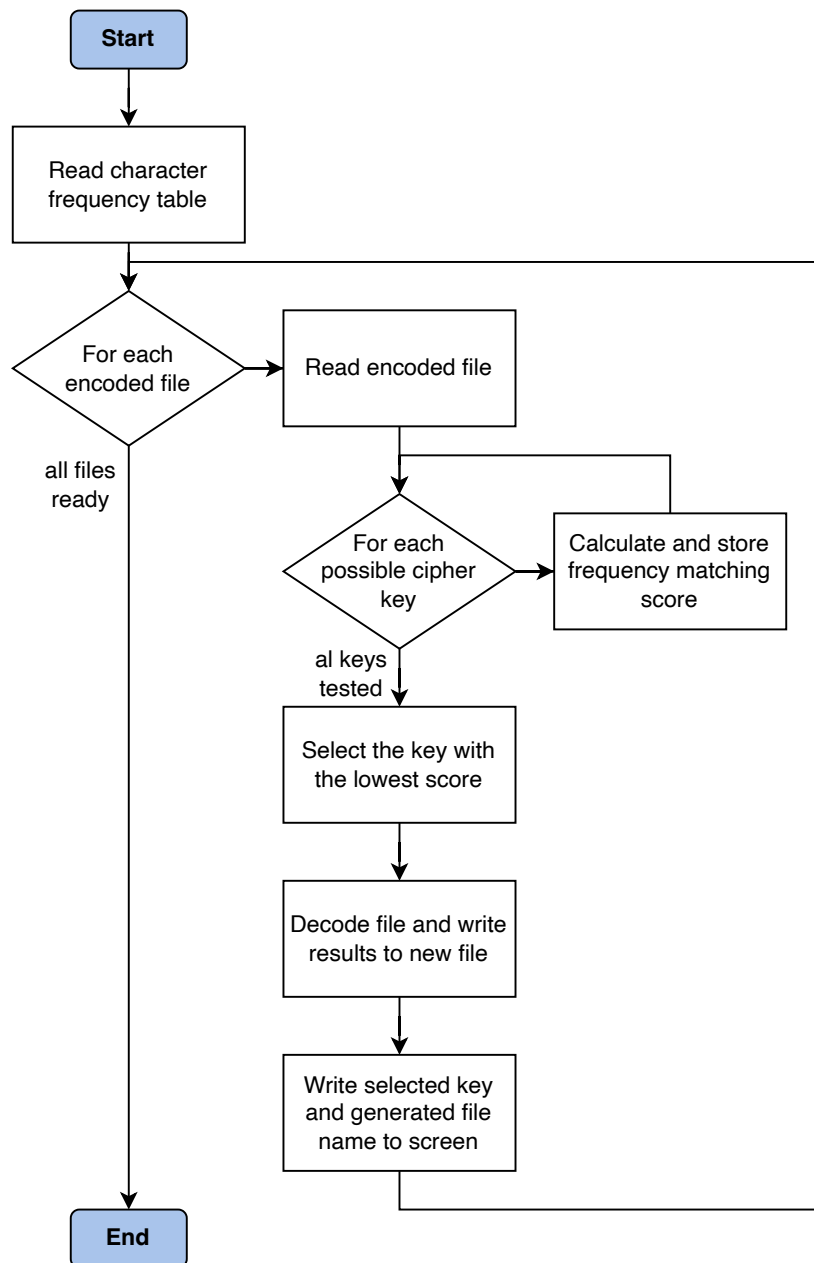 Start
Read character
frequency table
For each
encoded file
Read encoded file
all files
ready
For each
possible cipher
key
Calculate and store
frequency matching
score
al keys
tested
Select the key with
the lowest score
Decode file and write
results to new file
Write selected key
and generated file
name to screen
End